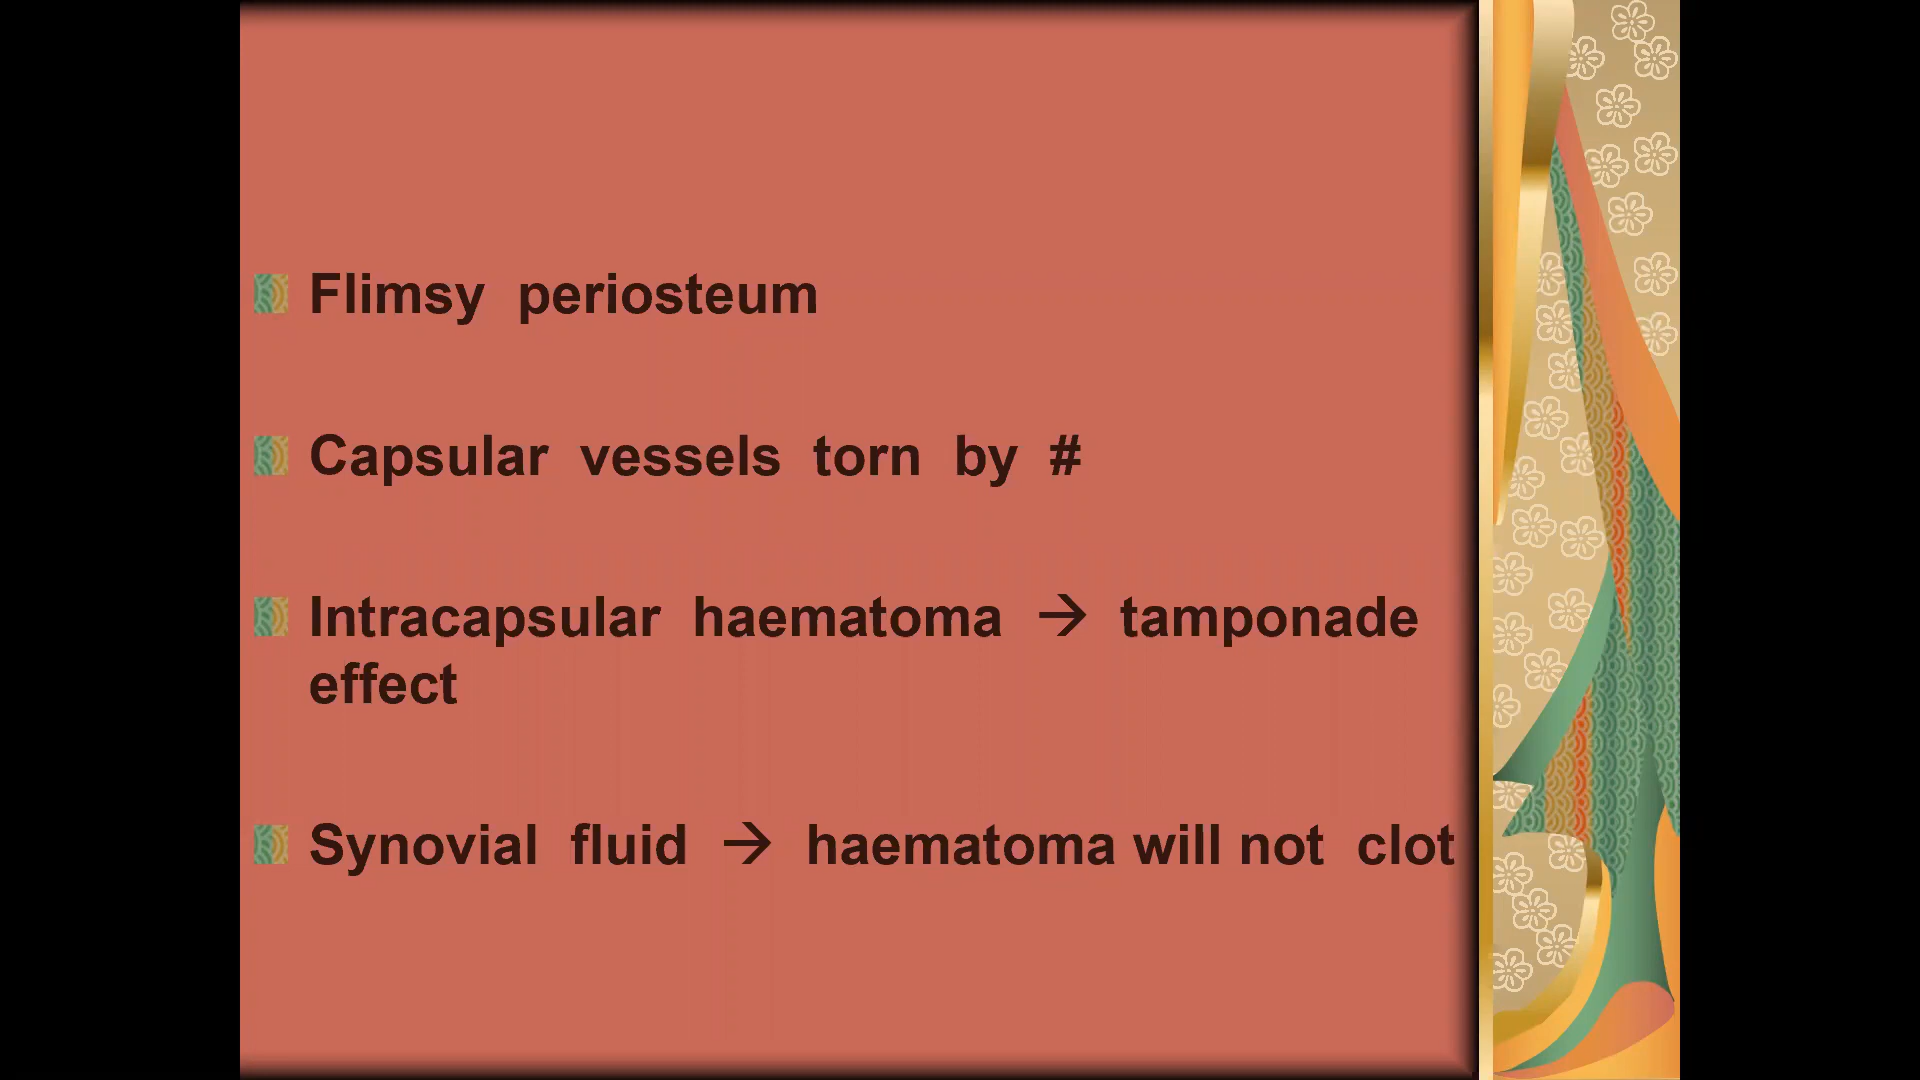 Flimsy periosteum
Capsular vessels torn by #
Intracapsular haematoma → tamponade
effect
Synovial fluid → haematoma will not clot